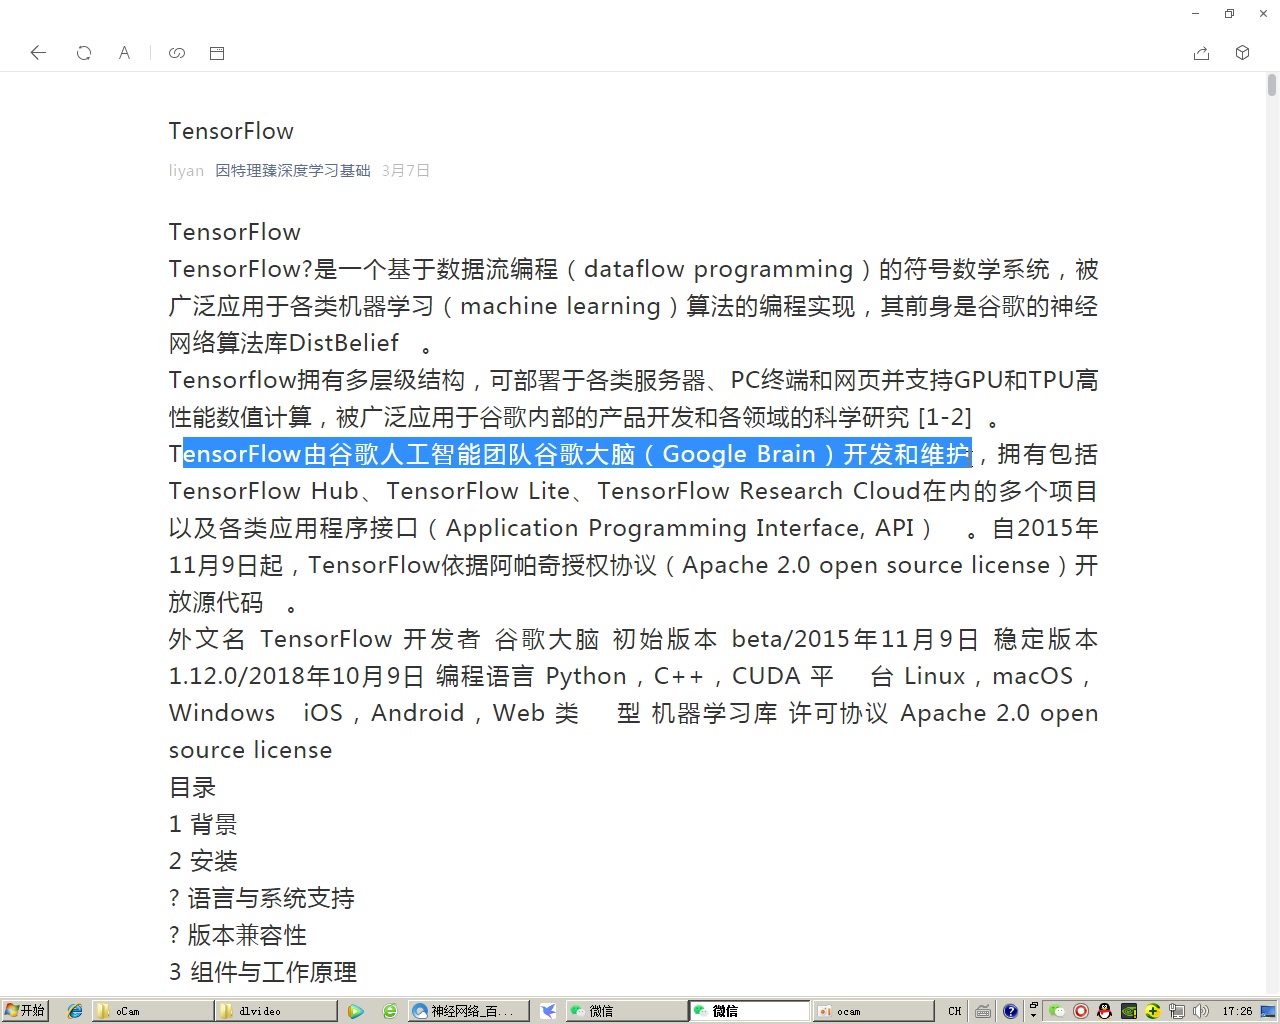 TensorFlow
liyan 因特理臻深度学习基础 3月7日
TensorFlow
TensorFlow?是一个基于数据流编程（dataflow programming）的符号数学系统，被
广泛应用于各类机器学习（machine learning）算法的编程实现，其前身是谷歌的神经
网络算法库DistBelief 。
Tensorflow拥有多层级结构，可部署于各类服务器、PC终端和网页并支持GPU和TPU高
性能数值计算，被广泛应用于谷歌内部的产品开发和各领域的科学研究 [1-2] 。
TensorFlow由谷歌人工智能团队谷歌大脑（Google Brain）开发和维护，拥有包括
TensorFlow Hub、TensorFlow Lite、TensorFlow Research Cloud在内的多个项目
以及各类应用程序接口（Application Programming Interface, API） 。自2015年
11月9日起，TensorFlow依据阿帕奇授权协议（Apache 2.0 open source license）开
放源代码 。
外文名 TensorFlow 开发者 谷歌大脑 初始版本 beta/2015年11月9日 稳定版本
1.12.0/2018年10月9日 编程语言 Python，C++，CUDA 平 台 Linux，macOS，
Windows iOS，Android，Web 类 型 机器学习库 许可协议 Apache 2.0 open
source license
目录
1 背景
2 安装
? 语言与系统支持
? 版本兼容性
3 组件与工作原理
开始 oCam dlvideo 神经网络_百... 微信 微信 ocam CH 17:26